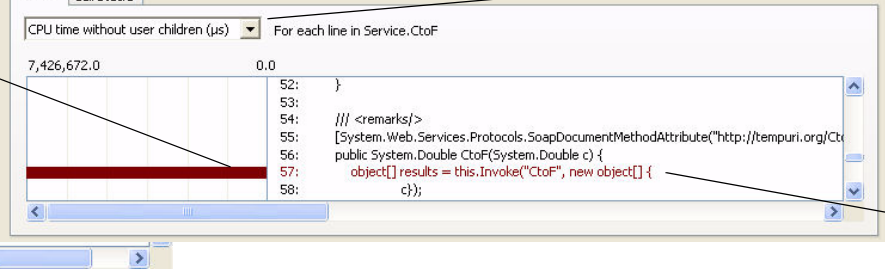 CPU time without user children (µs) For each line in Service.CtoF
7,426,672.0 0.0
52: }
53:
54: /// <remarks/>
55: [System.Web.Services.Protocols.SoapDocumentMethodAttribute("http://tempuri.org/Cto
56: public System.Double CtoF(System.Double c) {
57: object[] results = this.Invoke("CtoF", new object[] {
58: c});